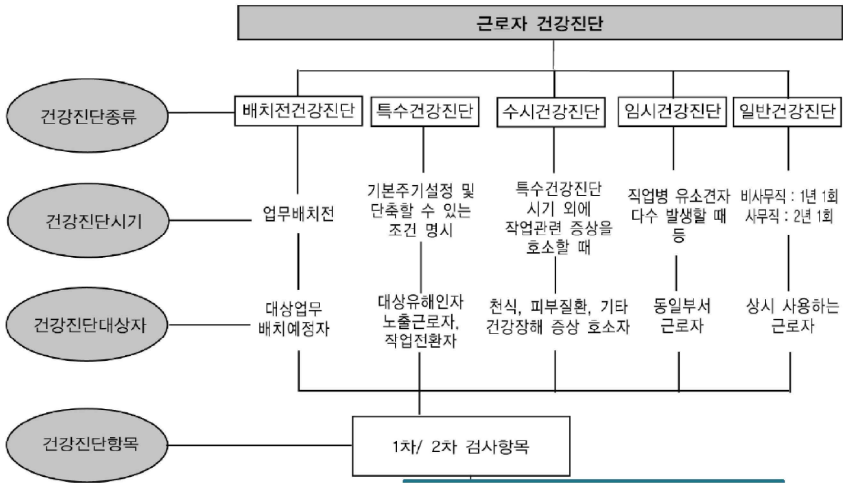 근로자 건강진단
건강진단종류
배치전건강진단
특수건강진단
수시건강진단
임시건강진단
일반건강진단
건강진단시기
업무배치전
기본주기설정 및
단축할 수 있는
조건 명시
특수건강진단
시기 외에
작업관련 증상을
호소할 때
직업병 유소견자
다수 발생할 때
등
비사무직 : 1년 1회
사무직 : 2년 1회
건강진단대상자
대상업무
배치예정자
대상유해인자
노출근로자,
직업전환자
천식, 피부질환, 기타
건강장해 증상 호소자
동일부서
근로자
상시 사용하는
근로자
건강진단항목
1차/ 2차 검사항목